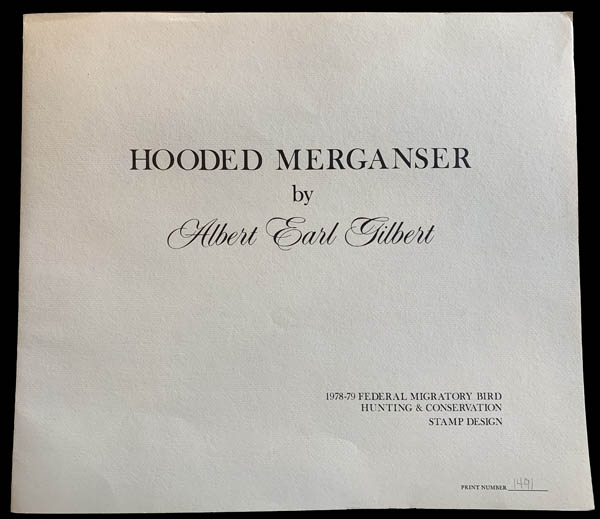 HOODED MERGANSER
by
Albert Earl Gilbert
1978-79 FEDERAL MIGRATORY BIRD
HUNTING & CONSERVATION
STAMP DESIGN
PRINT NUMBER 1491